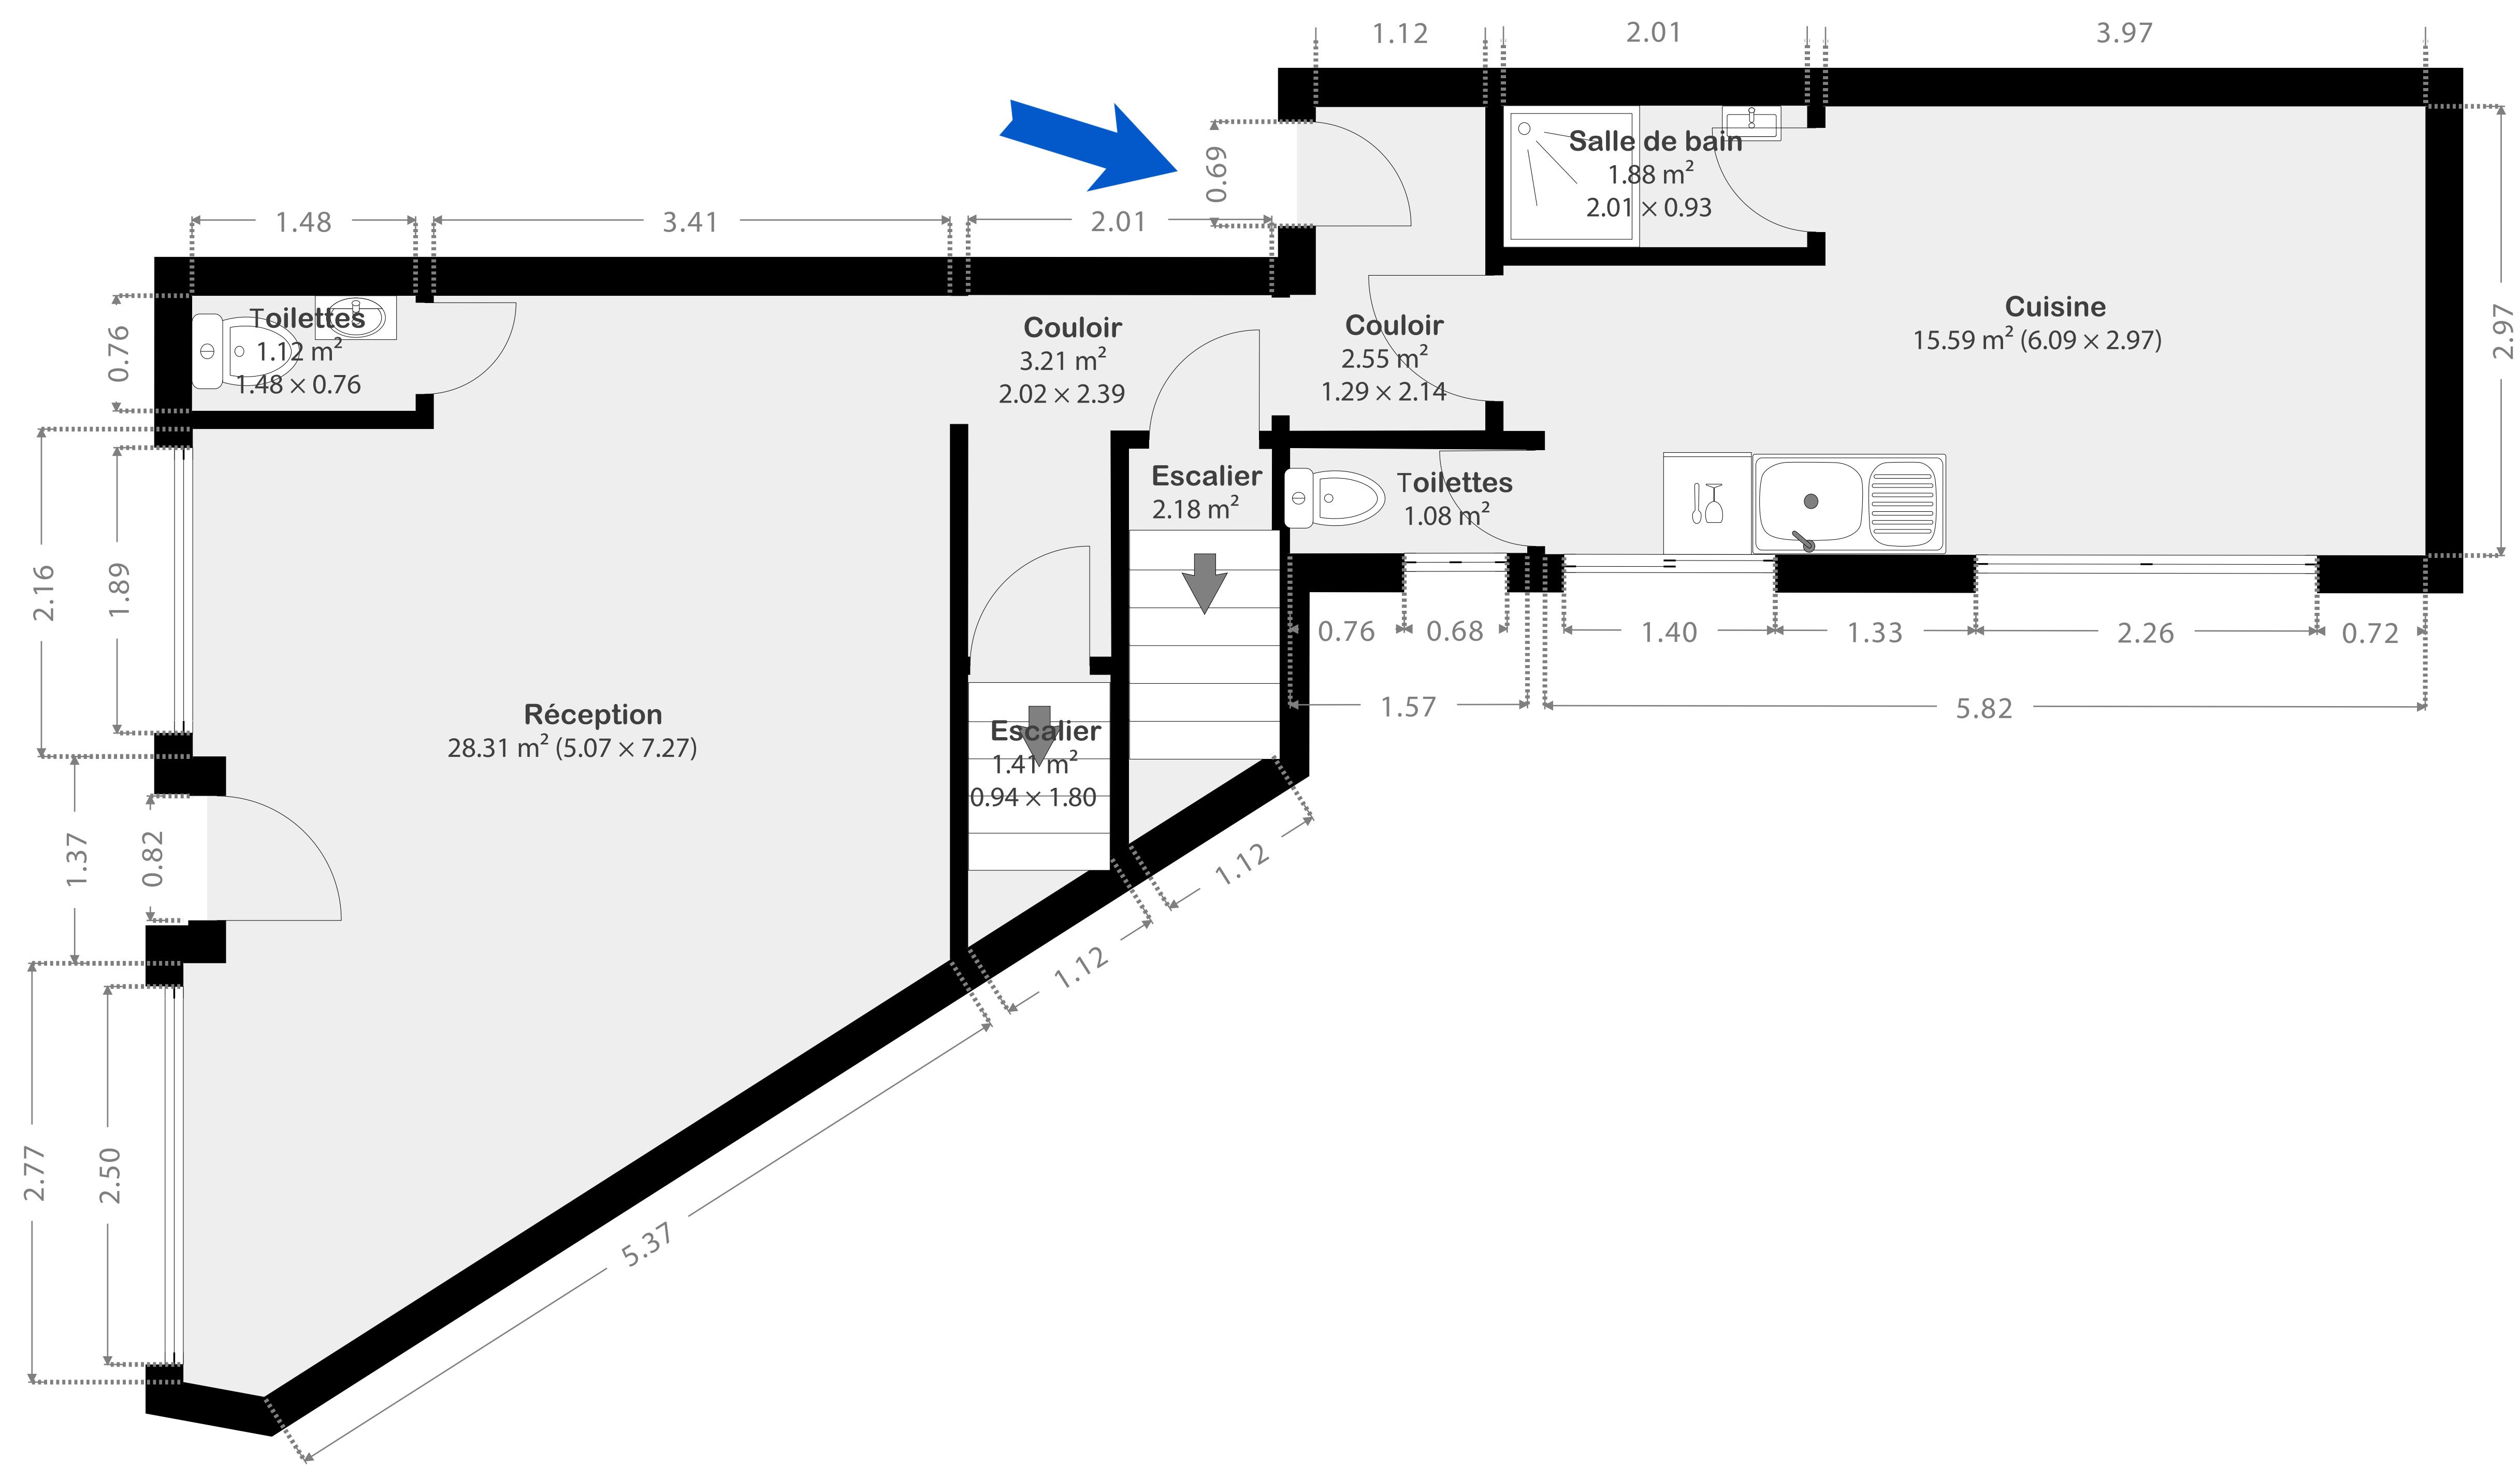 1.12
2.01
3.97
0.69
Salle de bain
1.88 m²
2.01 × 0.93
2.97
1.48
3.41
2.01
0.76
Toilettes
1.12 m²
1.48 × 0.76
Couloir
3.21 m²
2.02 × 2.39
Couloir
2.55 m²
1.29 × 2.14
Cuisine
15.59 m² (6.09 × 2.97)
Escalier
2.18 m²
Toilettes
1.08 m²
2.16
1.89
0.76
0.68
1.40
1.33
2.26
0.72
1.57
5.82
Réception
28.31 m² (5.07 × 7.27)
Escalier
1.41 m²
0.94 × 1.80
1.37
0.82
1.12
1.12
2.77
2.50
5.37